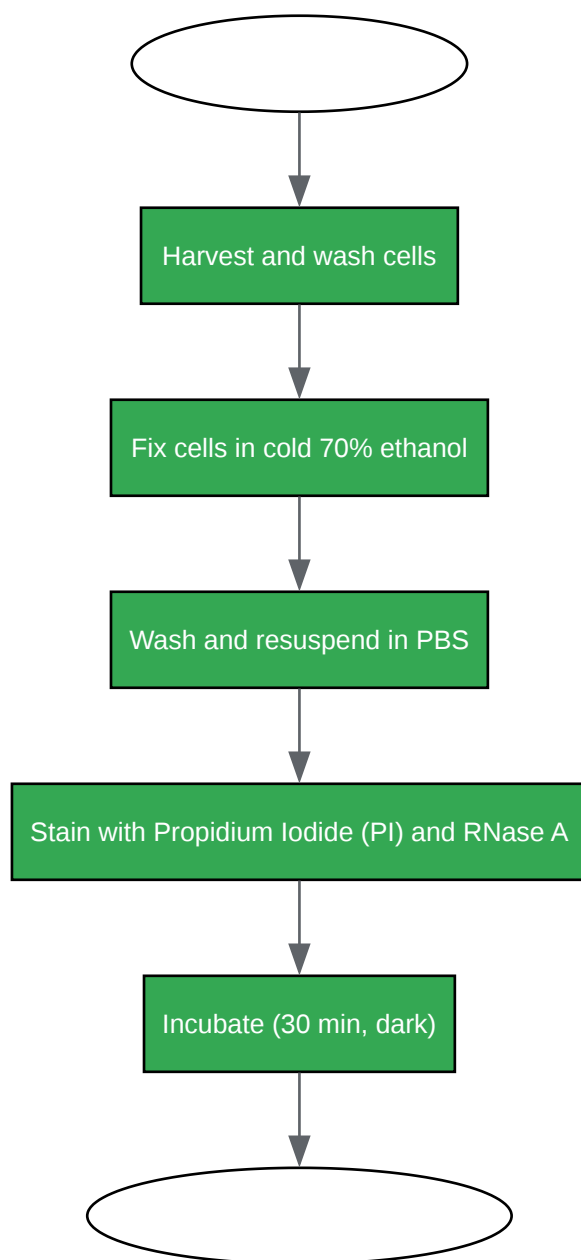 Harvest and wash cells
Fix cells in cold 70% ethanol
Wash and resuspend in PBS
Stain with Propidium Iodide (PI) and RNase A
Incubate (30 min, dark)